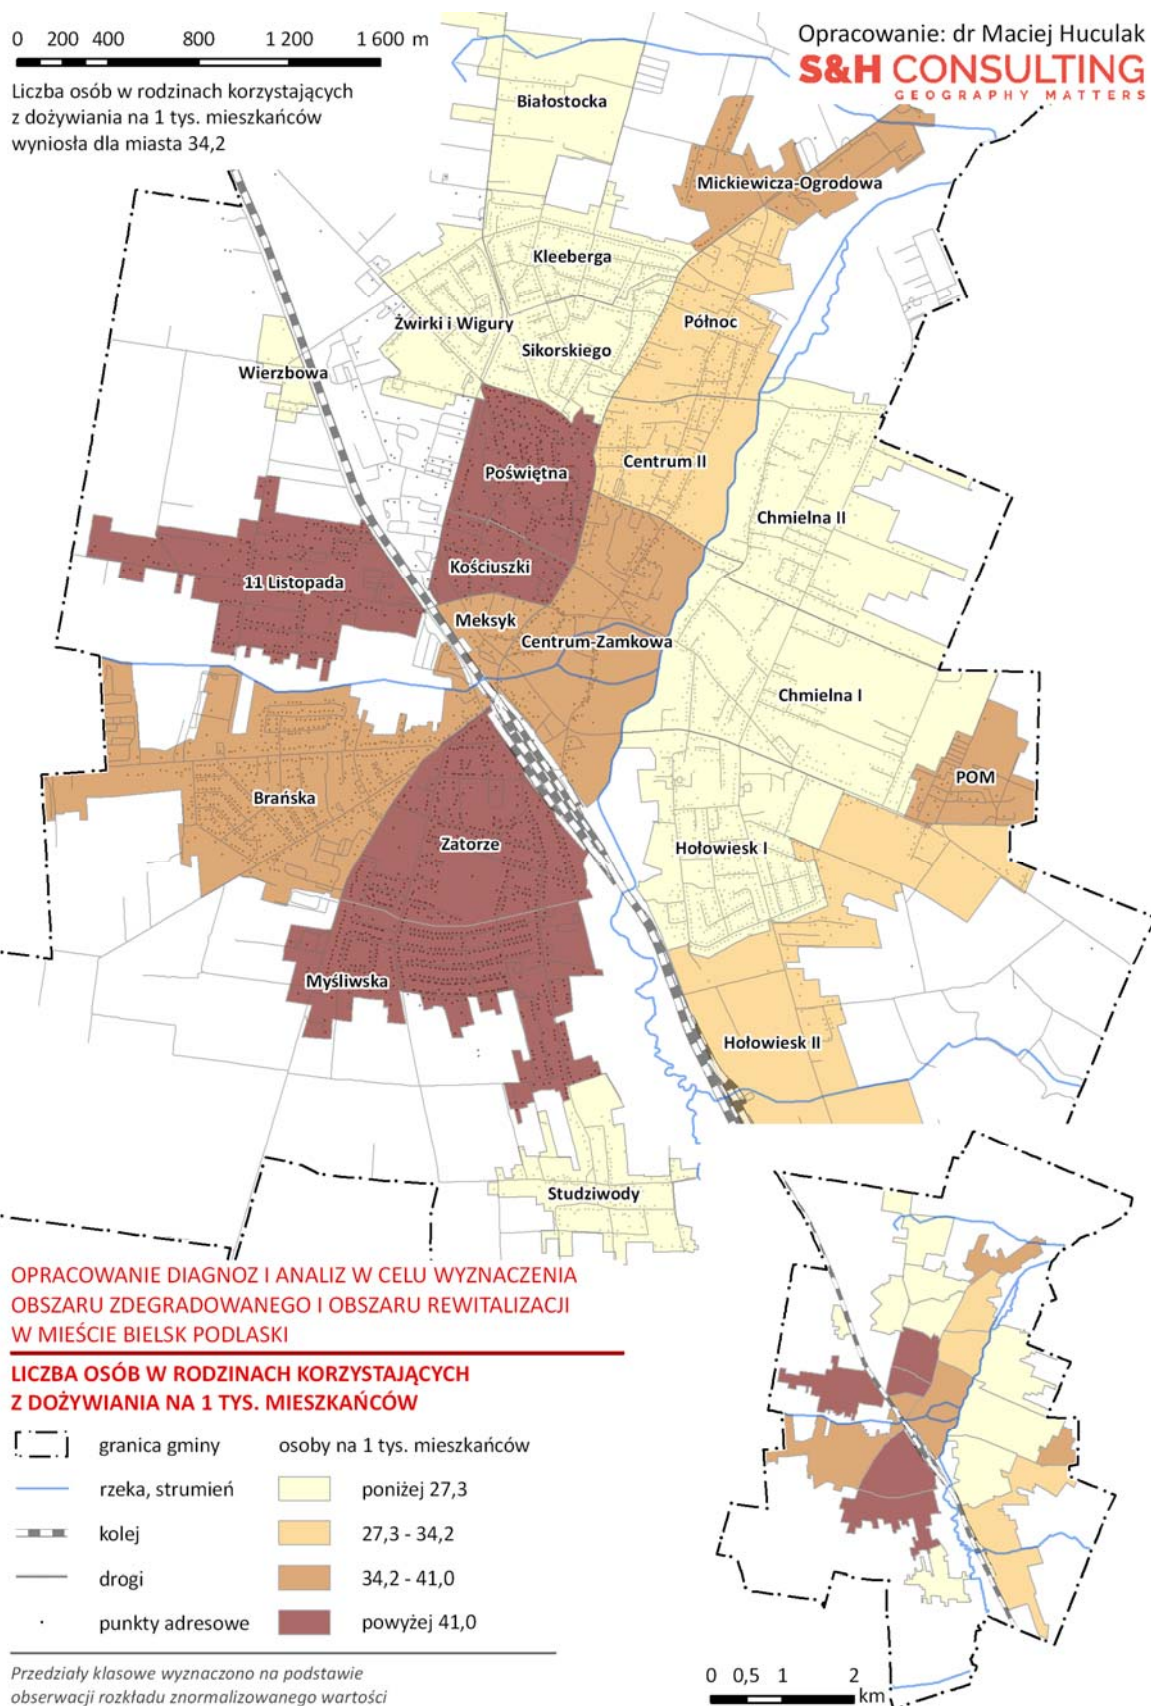 0 200 400 800 1 200 1 600 m
Opracowanie: dr Maciej Huculak
S&H CONSULTING
GEOGRAPHY MATTERS
Liczba osób w rodzinach korzystających
z dożywiania na 1 tys. mieszkańców
wyniosła dla miasta 34,2
Białostocka
Mickiewicza-Ogrodowa
Kleeberga
Żwirki i Wigury
Północ
Sikorskiego
Wierzbowa
Centrum II
Poświętna
Chmielna II
Kościuszki
11 Listopada
Meksyk
Centrum-Zamkowa
Chmielna I
POM
Brańska
Zatorze
Hołowiesk I
Myśliwska
Hołowiesk II
Studziwody
OPRACOWANIE DIAGNOZ I ANALIZ W CELU WYZNACZENIA
OBSZARU ZDEGRADOWANEGO I OBSZARU REWITALIZACJI
W MIEŚCIE BIELSK PODLASKI
LICZBA OSÓB W RODZINACH KORZYSTAJĄCYCH
Z DOŻYWIANIA NA 1 TYS. MIESZKAŃCÓW
granica gminy
osoby na 1 tys. mieszkańców
rzeka, strumień
poniżej 27,3
kolej
27,3 - 34,2
drogi
34,2 - 41,0
punkty adresowe
powyżej 41,0
Przedziały klasowe wyznaczono na podstawie
obserwacji rozkładu znormalizowanego wartości
0 0,5 1 2
km